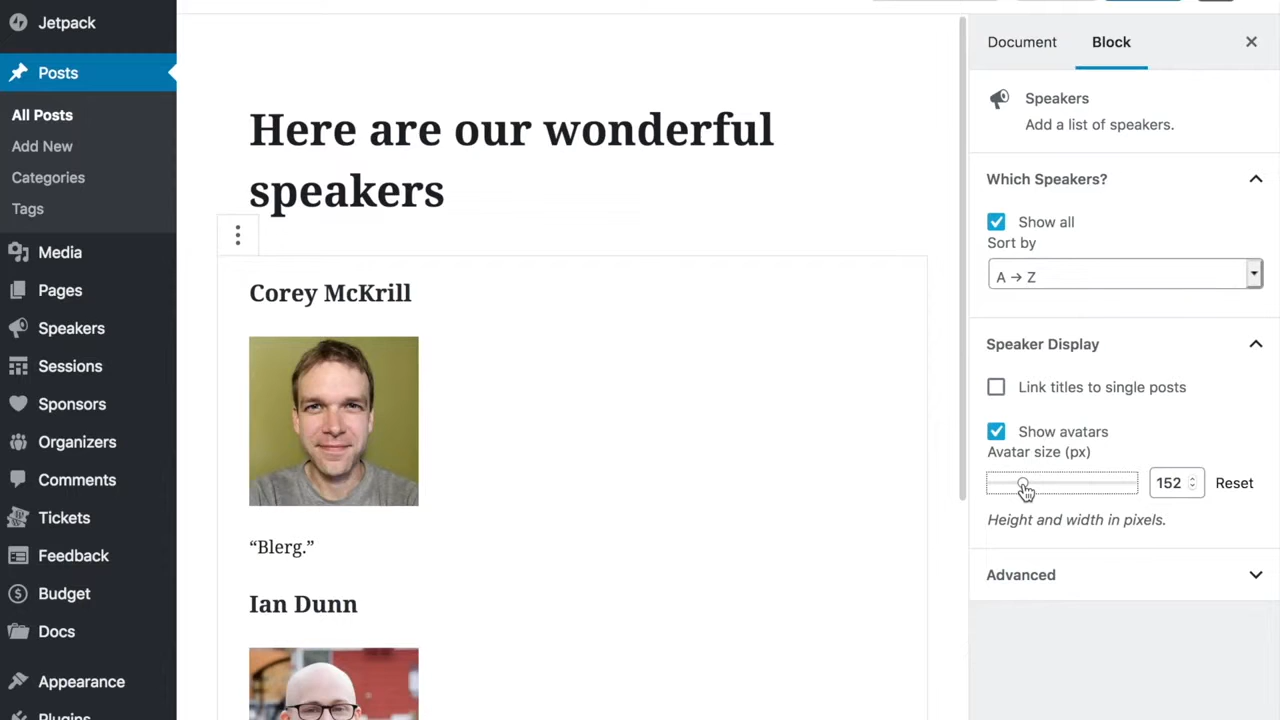 Jetpack
Posts
All Posts
Add New
Categories
Tags
Media
Pages
Speakers
Sessions
Sponsors
Organizers
Comments
Tickets
Feedback
Budget
Docs
Appearance
Plugins
Here are our wonderful
speakers
Corey McKrill
“Blerg.”
Ian Dunn
Document Block
Speakers
Add a list of speakers.
Which Speakers?
Show all
Sort by
A → Z
Speaker Display
Link titles to single posts
Show avatars
Avatar size (px)
152 Reset
Height and width in pixels.
Advanced